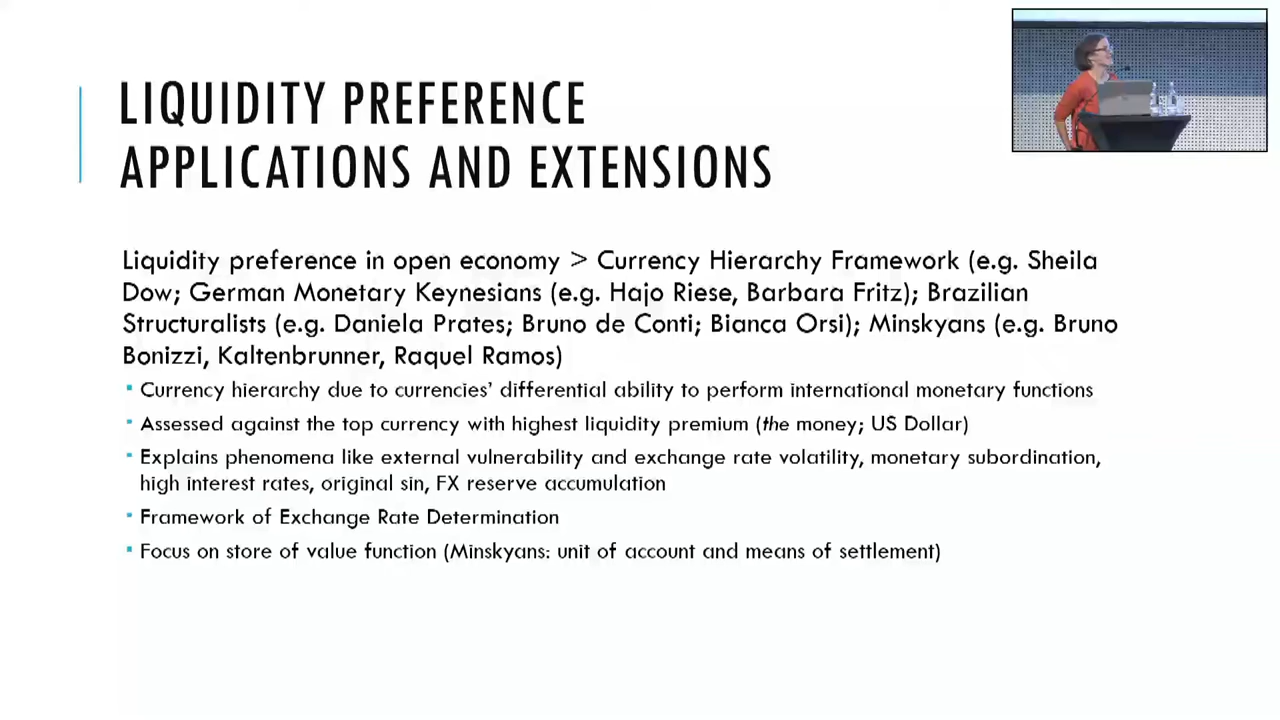 LIQUIDITY PREFERENCE
APPLICATIONS AND EXTENSIONS
Liquidity preference in open economy > Currency Hierarchy Framework (e.g. Sheila
Dow; German Monetary Keynesians (e.g. Hajo Riese, Barbara Fritz); Brazilian
Structuralists (e.g. Daniela Prates; Bruno de Conti; Bianca Orsi); Minskyans (e.g. Bruno
Bonizzi, Kaltenbrunner, Raquel Ramos)
▪ Currency hierarchy due to currencies’ differential ability to perform international monetary functions
▪ Assessed against the top currency with highest liquidity premium (the money; US Dollar)
▪ Explains phenomena like external vulnerability and exchange rate volatility, monetary subordination,
high interest rates, original sin, FX reserve accumulation
▪ Framework of Exchange Rate Determination
▪ Focus on store of value function (Minskyans: unit of account and means of settlement)